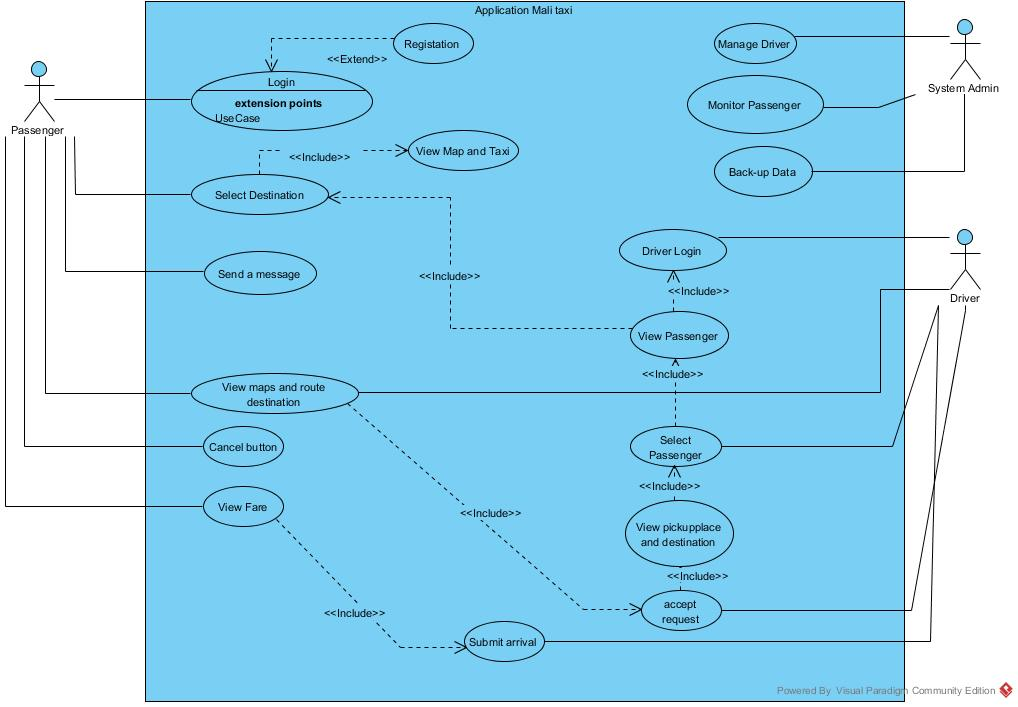 Application Mali taxi
Registation
<<Extend>>
Login
extension points
UseCase
Passenger
Manage Driver
System Admin
Monitor Passenger
View Map and Taxi
<<Include>>
Select Destination
Back-up Data
Driver Login
Send a message
<<Include>>
<<Include>>
Driver
View Passenger
<<Include>>
View maps and route
destination
Cancel button
Select
Passenger
<<Include>>
View Fare
<<Include>>
View pickupplace
and destination
<<Include>>
accept
request
<<Include>>
Submit arrival
Powered By Visual Paradigm Community Edition